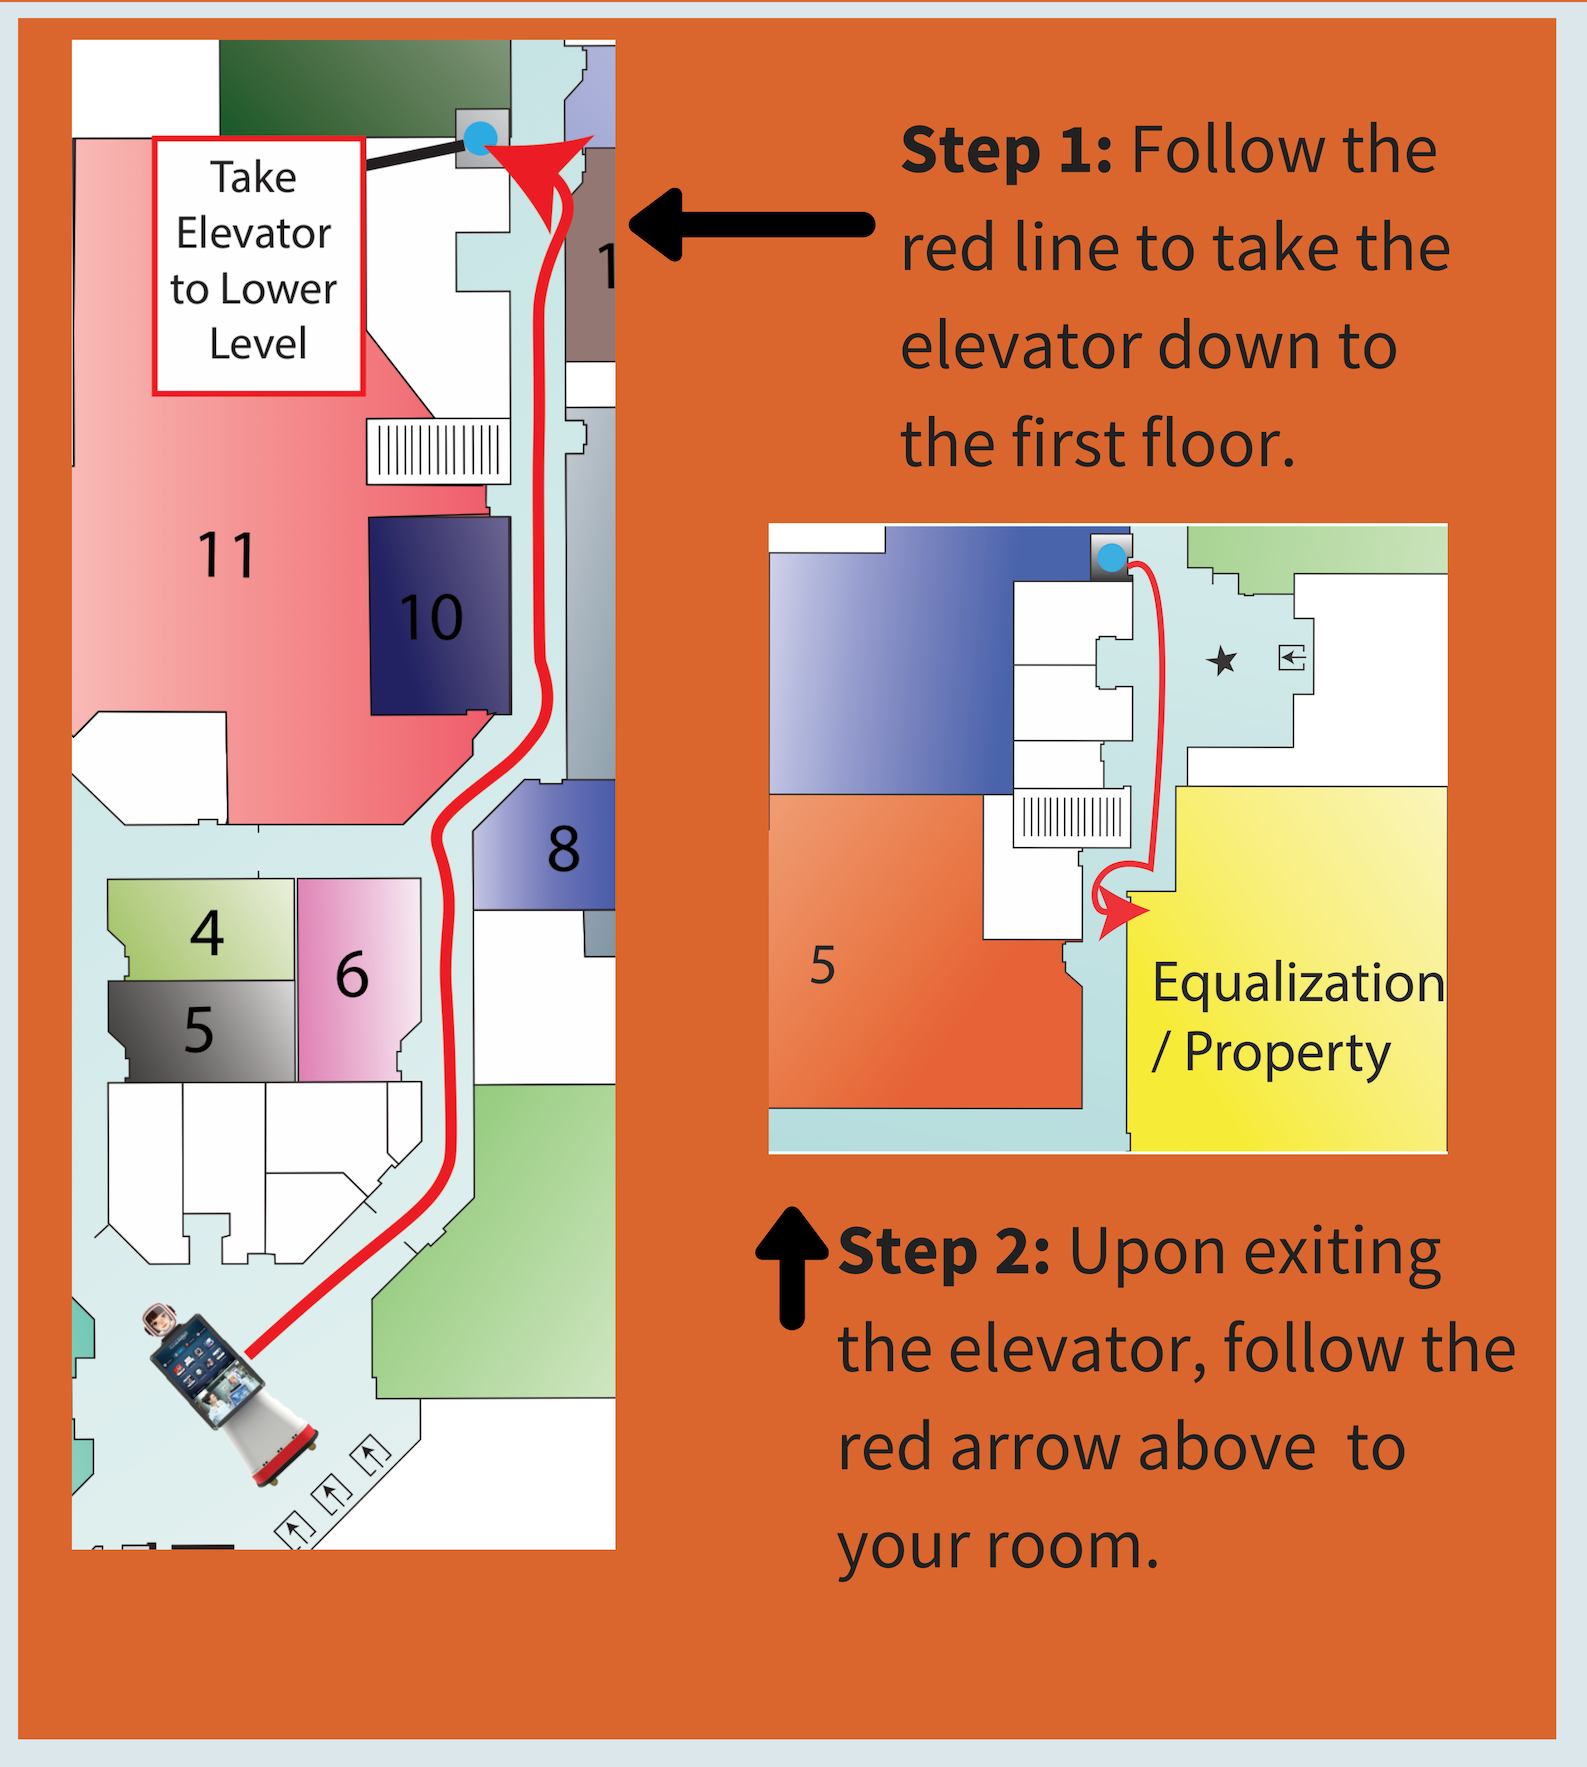 Take
Elevator
to Lower
Level
11
10
1
8
4
6
5
Step 1: Follow the
red line to take the
elevator down to
the first floor.
5
Equalization
/ Property
Step 2: Upon exiting
the elevator, follow the
red arrow above  to
your room.